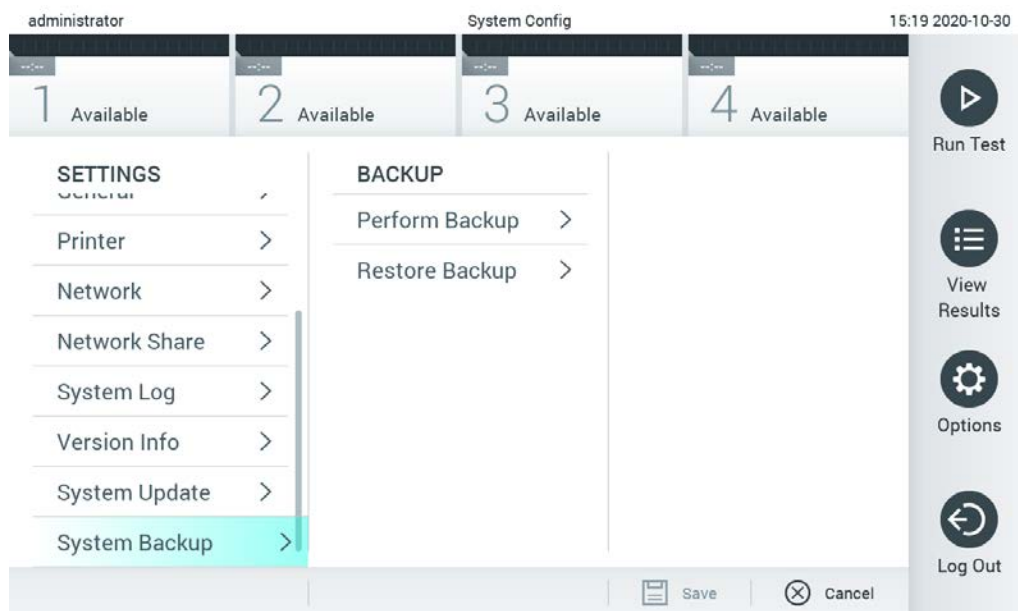 administrator System Config 15:19 2020-10-30
--:-- --:-- --:-- --:--
1 Available 2 Available 3 Available 4 Available
Run Test
SETTINGS
General
Printer
Network
Network Share
System Log
Version Info
System Update
System Backup
BACKUP
Perform Backup
Restore Backup
View
Results
Options
Log Out
Save Cancel